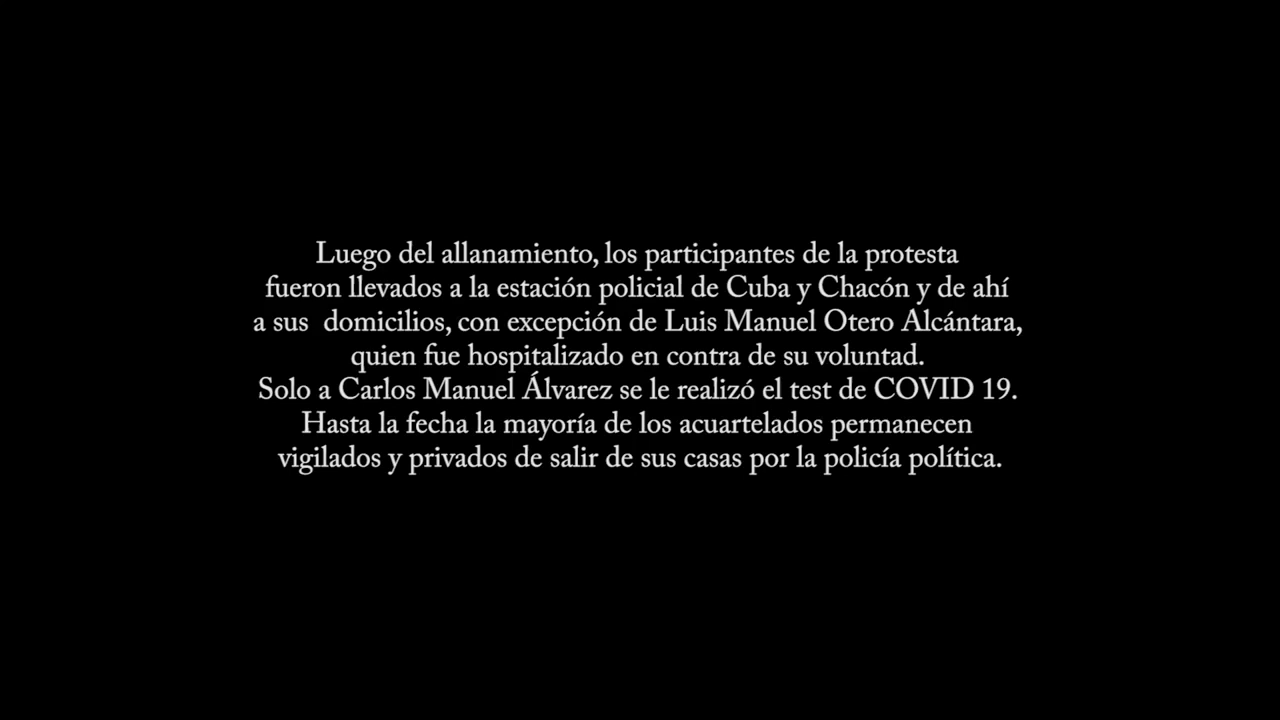 Luego del allanamiento, los participantes de la protesta
fueron llevados a la estación policial de Cuba y Chacón y de ahí
a sus  domicilios, con excepción de Luis Manuel Otero Alcántara,
quien fue hospitalizado en contra de su voluntad.
Solo a Carlos Manuel Álvarez se le realizó el test de COVID 19.
Hasta la fecha la mayoría de los acuartelados permanecen
vigilados y privados de salir de sus casas por la policía política.